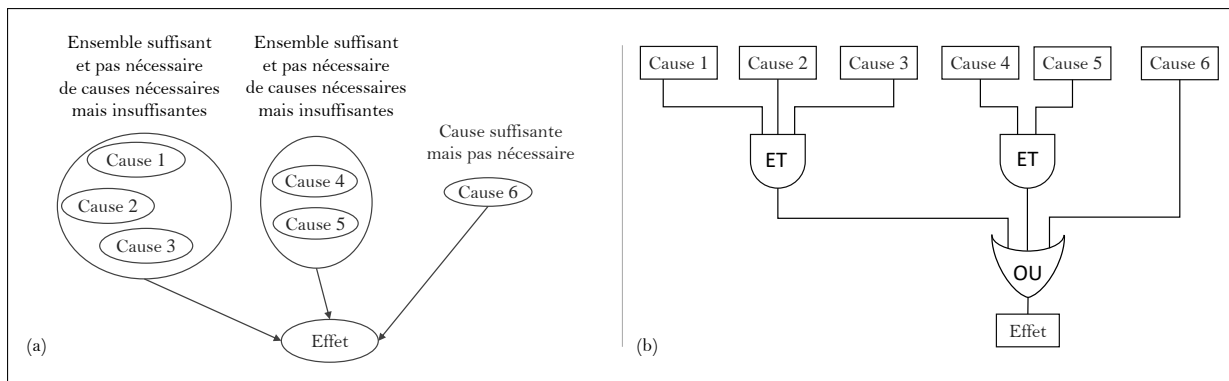 Ensemble suffisant
et pas nécessaire
de causes nécessaires
mais insuffisantes
Cause 1
Cause 2
Cause 3
Ensemble suffisant
et pas nécessaire
de causes nécessaires
mais insuffisantes
Cause 4
Cause 5
Cause suffisante
mais pas nécessaire
Cause 6
Effet
(a)
Cause 1
Cause 2
Cause 3
Cause 4
Cause 5
Cause 6
ET
ET
OU
Effet
(b)